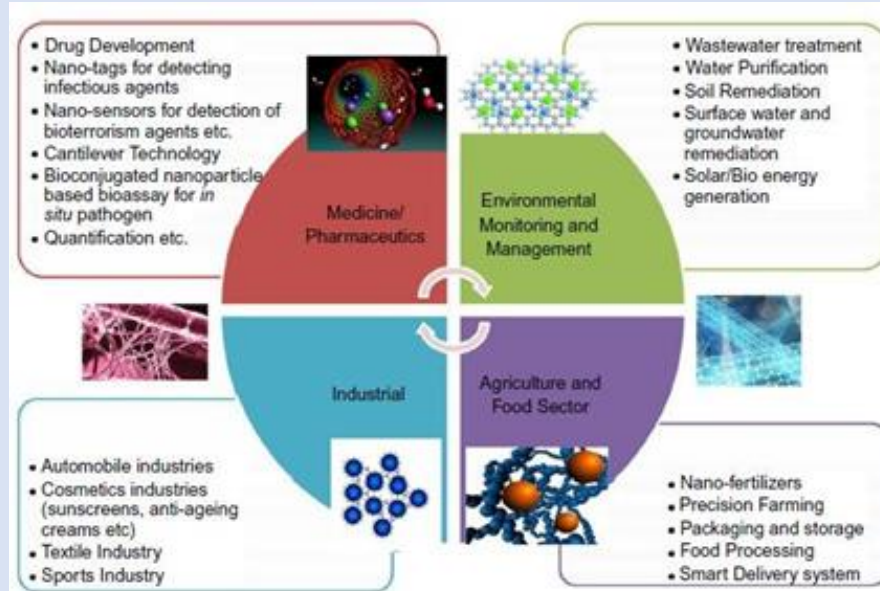 • Drug Development
• Nano-tags for detecting
infectious agents
• Nano-sensors for detection of
bioterrorism agents etc.
• Cantilever Technology
• Bioconjugated nanoparticle
based bioassay for in
situ pathogen
• Quantification etc.
Medicine/
Pharmaceutics
• Wastewater treatment
• Water Purification
• Soil Remediation
• Surface water and
groundwater
remediation
• Solar/Bio energy
generation
Environmental
Monitoring and
Management
Industrial
• Automobile industries
• Cosmetics industries
(sunscreens, anti-ageing
creams etc)
• Textile Industry
• Sports Industry
Agriculture and
Food Sector
• Nano-fertilizers
• Precision Farming
• Packaging and storage
• Food Processing
• Smart Delivery system